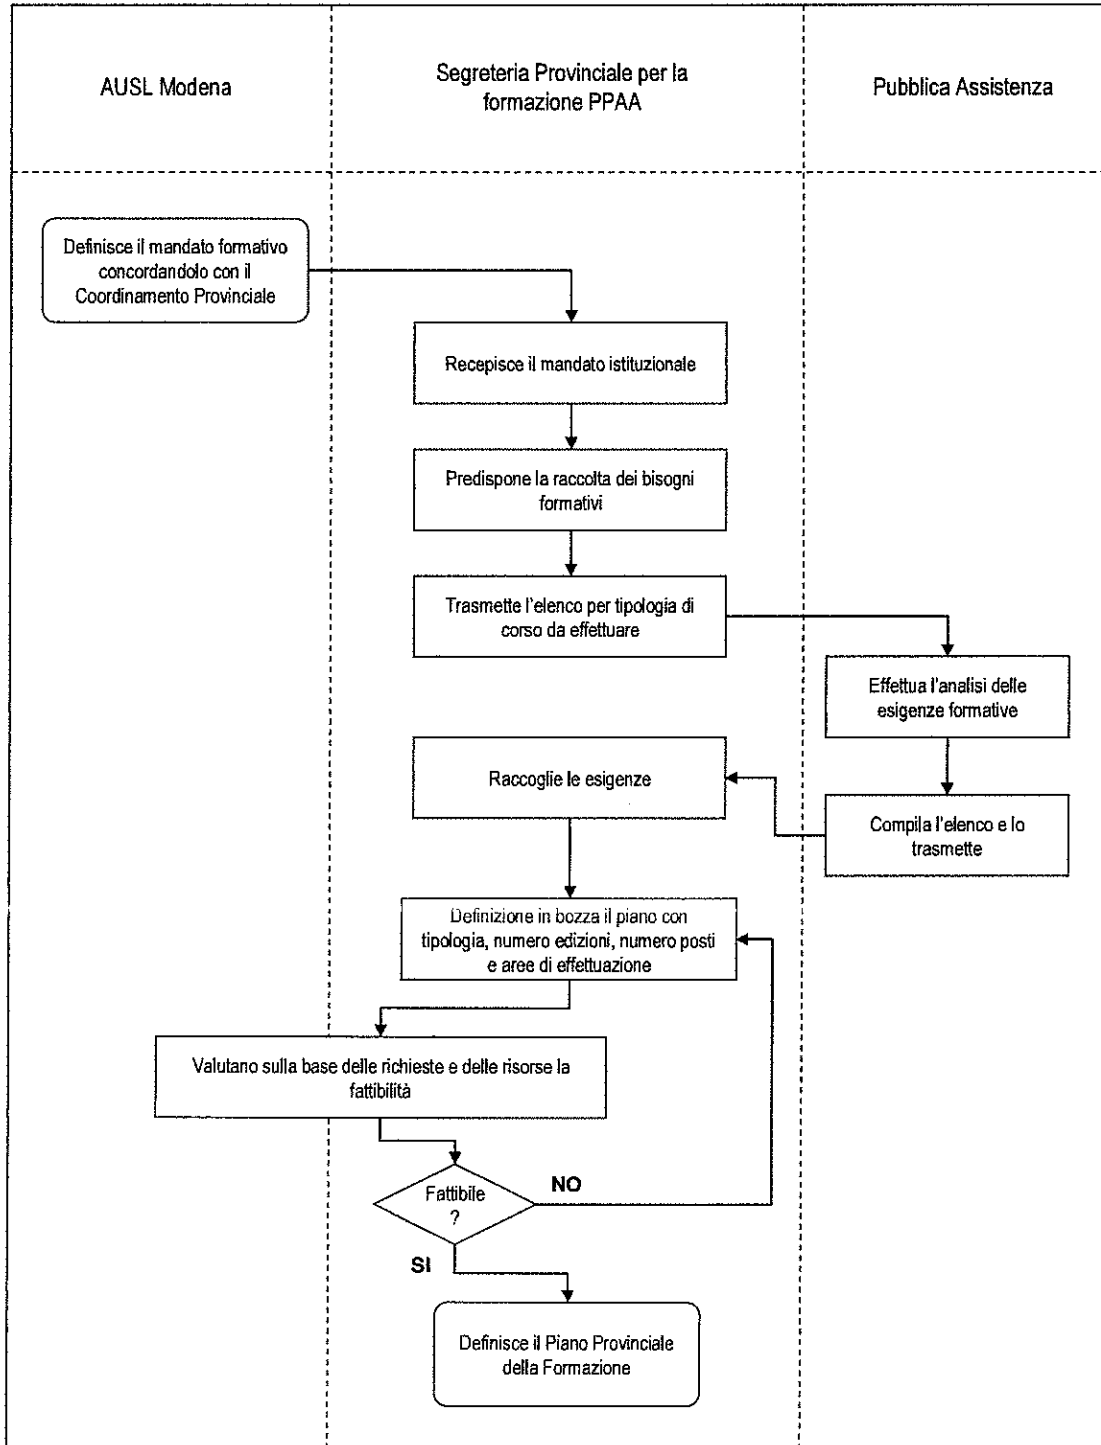 AUSL Modena
Segreteria Provinciale per la
formazione PPAA
Pubblica Assistenza
Definisce il mandato formativo
concordandolo con il
Coordinamento Provinciale
Recepisce il mandato istituzionale
Predispone la raccolta dei bisogni
formativi
Trasmette l'elenco per tipologia di
corso da effettuare
Effettua l'analisi delle
esigenze formative
Raccoglie le esigenze
Compila l'elenco e lo
trasmette
Definizione in bozza il piano con
tipologia, numero edizioni, numero posti
e aree di effettuazione
Valutano sulla base delle richieste e delle risorse la
fattibilità
Fattibile
?
NO
SI
Definisce il Piano Provinciale
della Formazione